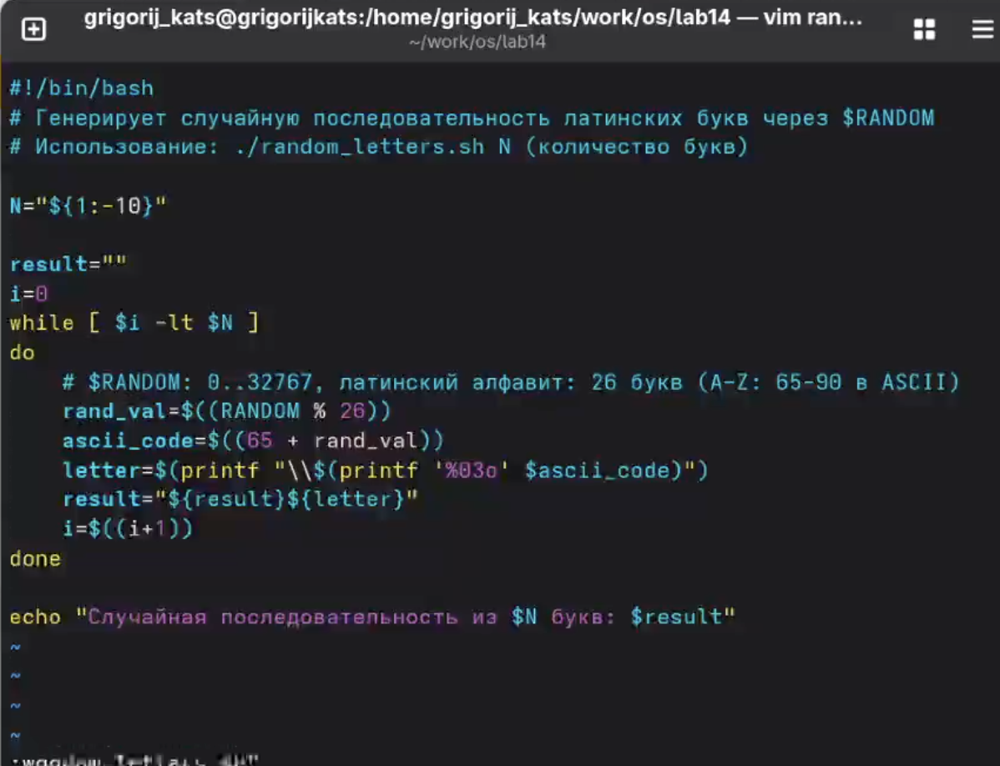 grigorij_kats@grigorijkats:/home/grigorij_kats/work/os/lab14 — vim ran...
~/work/os/lab14
#!/bin/bash
# Генерирует случайную последовательность латинских букв через $RANDOM
# Использование: ./random_letters.sh N (количество букв)
N="${1:-10}"
result=""
i=0
while [ $i -lt $N ]
do
    # $RANDOM: 0..32767, латинский алфавит: 26 букв (A-Z: 65-90 в ASCII)
    rand_val=$((RANDOM % 26))
    ascii_code=$((65 + rand_val))
    letter=$(printf "\\$(printf '%03o' $ascii_code)")
    result="${result}${letter}"
    i=$((i+1))
done
echo "Случайная последовательность из $N букв: $result"
~
~
~
~